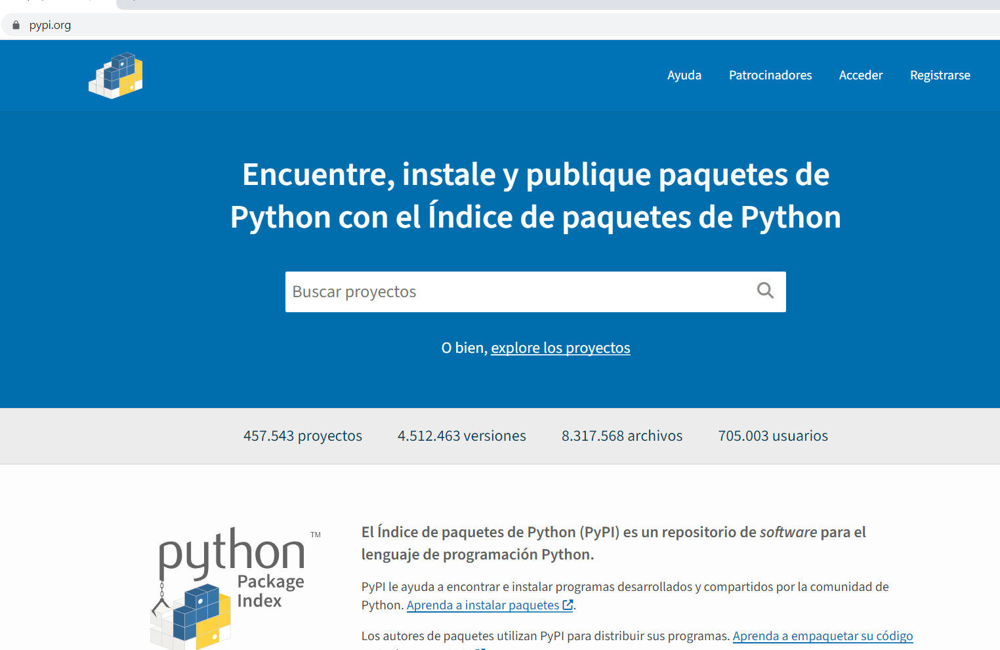 pypi.org
Ayuda Patrocinadores Acceder Registrarse
Encuentre, instale y publique paquetes de
Python con el Índice de paquetes de Python
Buscar proyectos
O bien, explore los proyectos
457.543 proyectos 4.512.463 versiones 8.317.568 archivos 705.003 usuarios
python ™
Package
Index
El Índice de paquetes de Python (PyPI) es un repositorio de software para el
lenguaje de programación Python.
PyPI le ayuda a encontrar e instalar programas desarrollados y compartidos por la comunidad de
Python. Aprenda a instalar paquetes.
Los autores de paquetes utilizan PyPI para distribuir sus programas. Aprenda a empaquetar su código